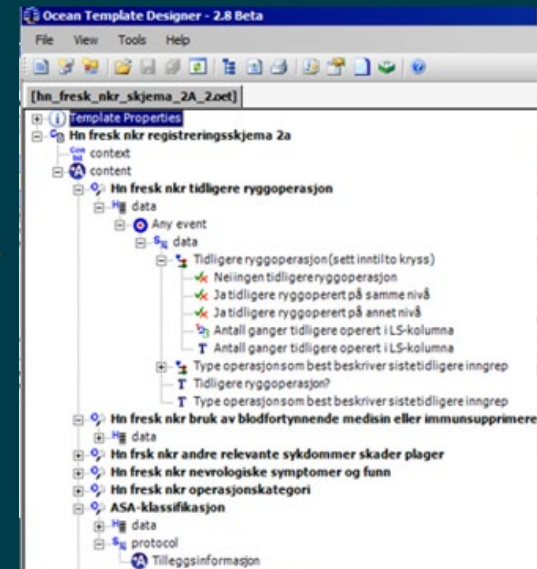 Ocean Template Designer - 2.8 Beta
File View Tools Help
[hn_fresk_nkr_skjema_2A_2.oet]
Template Properties
Hn fresk nkr registreringsskjema 2a
context
content
Hn fresk nkr tidligere ryggoperasjon
data
Any event
data
Tidligere ryggoperasjon (sett inntil to kryss)
Nei ingen tidligere ryggoperasjon
Ja tidligere ryggoperert på samme nivå
Ja tidligere ryggoperert på annet nivå
Antall ganger tidligere operert i LS-kolumna
Antall ganger tidligere operert i LS-kolumna
Type operasjon som best beskriver siste tidligere inngrep
Tidligere ryggoperasjon?
Type operasjon som best beskriver siste tidligere inngrep
Hn fresk nkr bruk av blodfortynnende medisin eller immunsupprimere
data
Hn frsk nkr andre relevante sykdommer skader plager
Hn fresk nkr nevrologiske symptomer og funn
Hn fresk nkr operasjonskategori
ASA-klassifikasjon
data
protocol
Tilleggsinformasjon